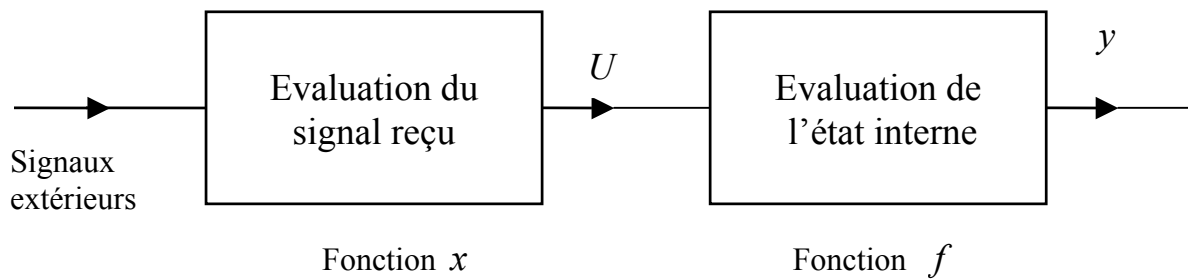 Evaluation du
signal reçu
U
Evaluation de
l'état interne
y
Signaux
extérieurs
Fonction x
Fonction f